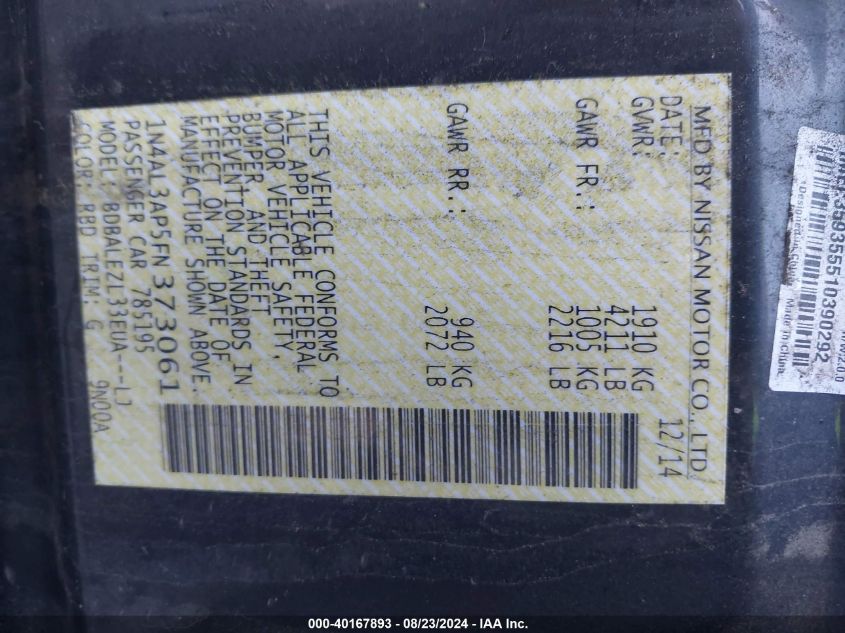 MFD BY NISSAN MOTOR CO., LTD.
DATE: 12/14
GVWR: 1910 KG
4211 LB
GAWR FR.: 1005 KG
2216 LB
GAWR RR.: 940 KG
2072 LB
THIS VEHICLE CONFORMS TO
ALL APPLICABLE FEDERAL
MOTOR VEHICLE SAFETY,
BUMPER AND THEFT
PREVENTION STANDARDS IN
EFFECT ON THE DATE OF
MANUFACTURE SHOWN ABOVE.
1N4AL3AP5FN373061
PASSENGER CAR 785195
MODEL: BDBALEZL33EUA---LJ
COLOR: RBD TRIM: G 9N00A
Made in China
000-40167893 - 08/23/2024 - IAA Inc.